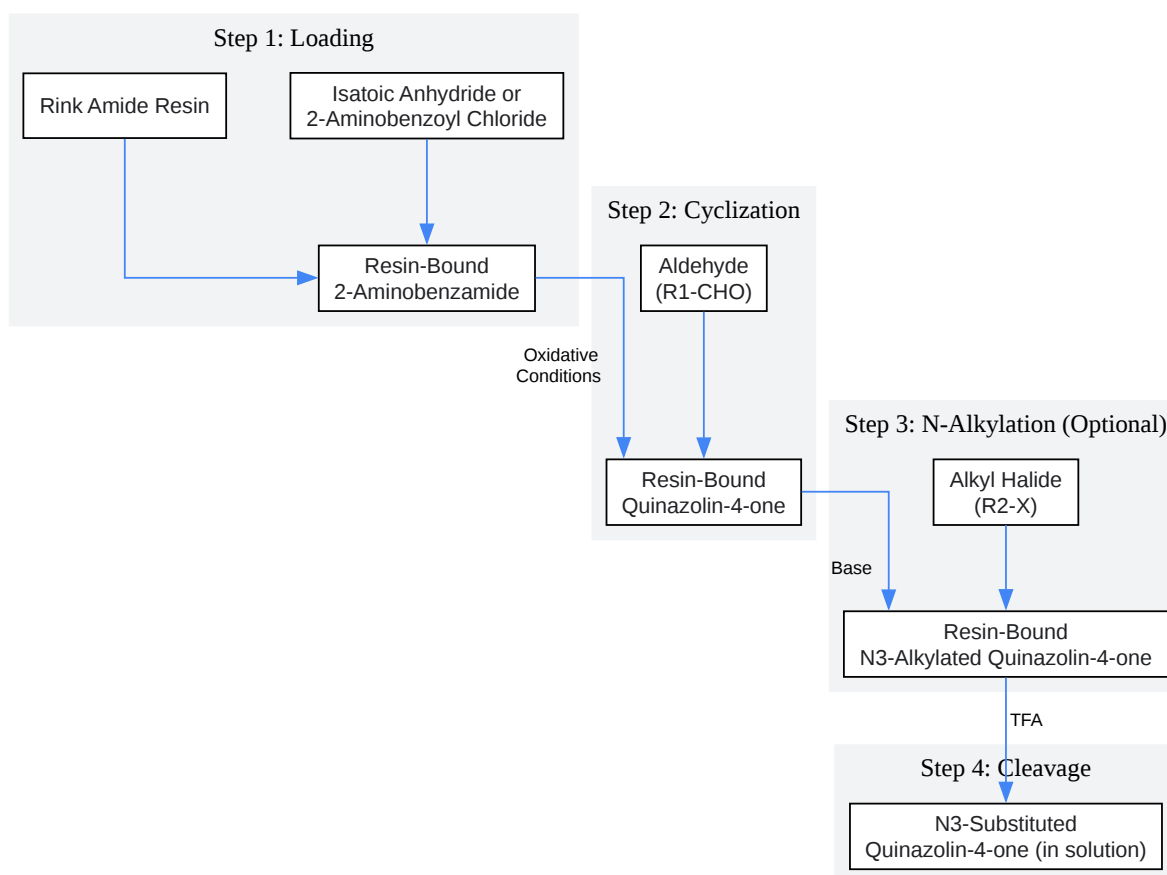 Step 1: Loading
Rink Amide Resin
Isatoic Anhydride or
2-Aminobenzoyl Chloride
Resin-Bound
2-Aminobenzamide
Step 2: Cyclization
Aldehyde
(R1-CHO)
Oxidative
Conditions
Resin-Bound
Quinazolin-4-one
Step 3: N-Alkylation (Optional)
Alkyl Halide
(R2-X)
Base
Resin-Bound
N3-Alkylated Quinazolin-4-one
TFA
Step 4: Cleavage
N3-Substituted
Quinazolin-4-one (in solution)